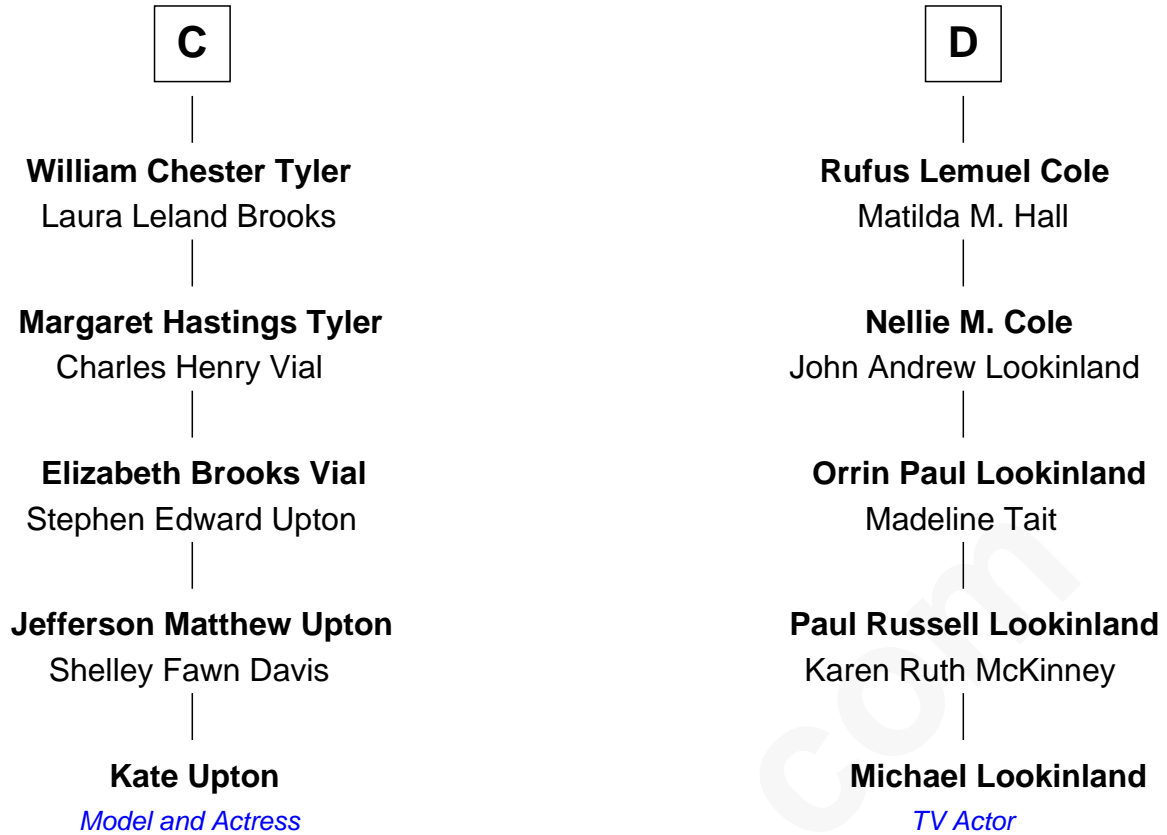 C
William Chester Tyler
Laura Leland Brooks
Margaret Hastings Tyler
Charles Henry Vial
Elizabeth Brooks Vial
Stephen Edward Upton
Jefferson Matthew Upton
Shelley Fawn Davis
Kate Upton
Model and Actress
D
Rufus Lemuel Cole
Matilda M. Hall
Nellie M. Cole
John Andrew Lookinland
Orrin Paul Lookinland
Madeline Tait
Paul Russell Lookinland
Karen Ruth McKinney
Michael Lookinland
TV Actor
com